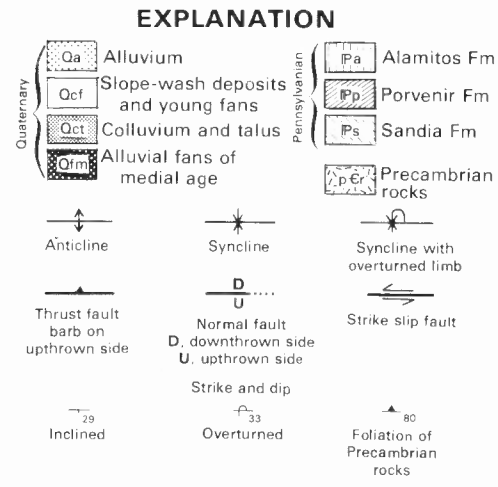 EXPLANATION
Quaternary
Qa Alluvium
Qcf Slope-wash deposits
and young fans
Qct Colluvium and talus
Qfm Alluvial fans of
medial age
Pennsylvanian
ℙa Alamitos Fm
ℙp Porvenir Fm
ℙs Sandia Fm
p€r Precambrian
rocks
Anticline
Syncline
Syncline with
overturned limb
Thrust fault
barb on
upthrown side
D
U
Normal fault
D, downthrown side
U, upthrown side
Strike slip fault
Strike and dip
29
Inclined
33
Overturned
80
Foliation of
Precambrian
rocks